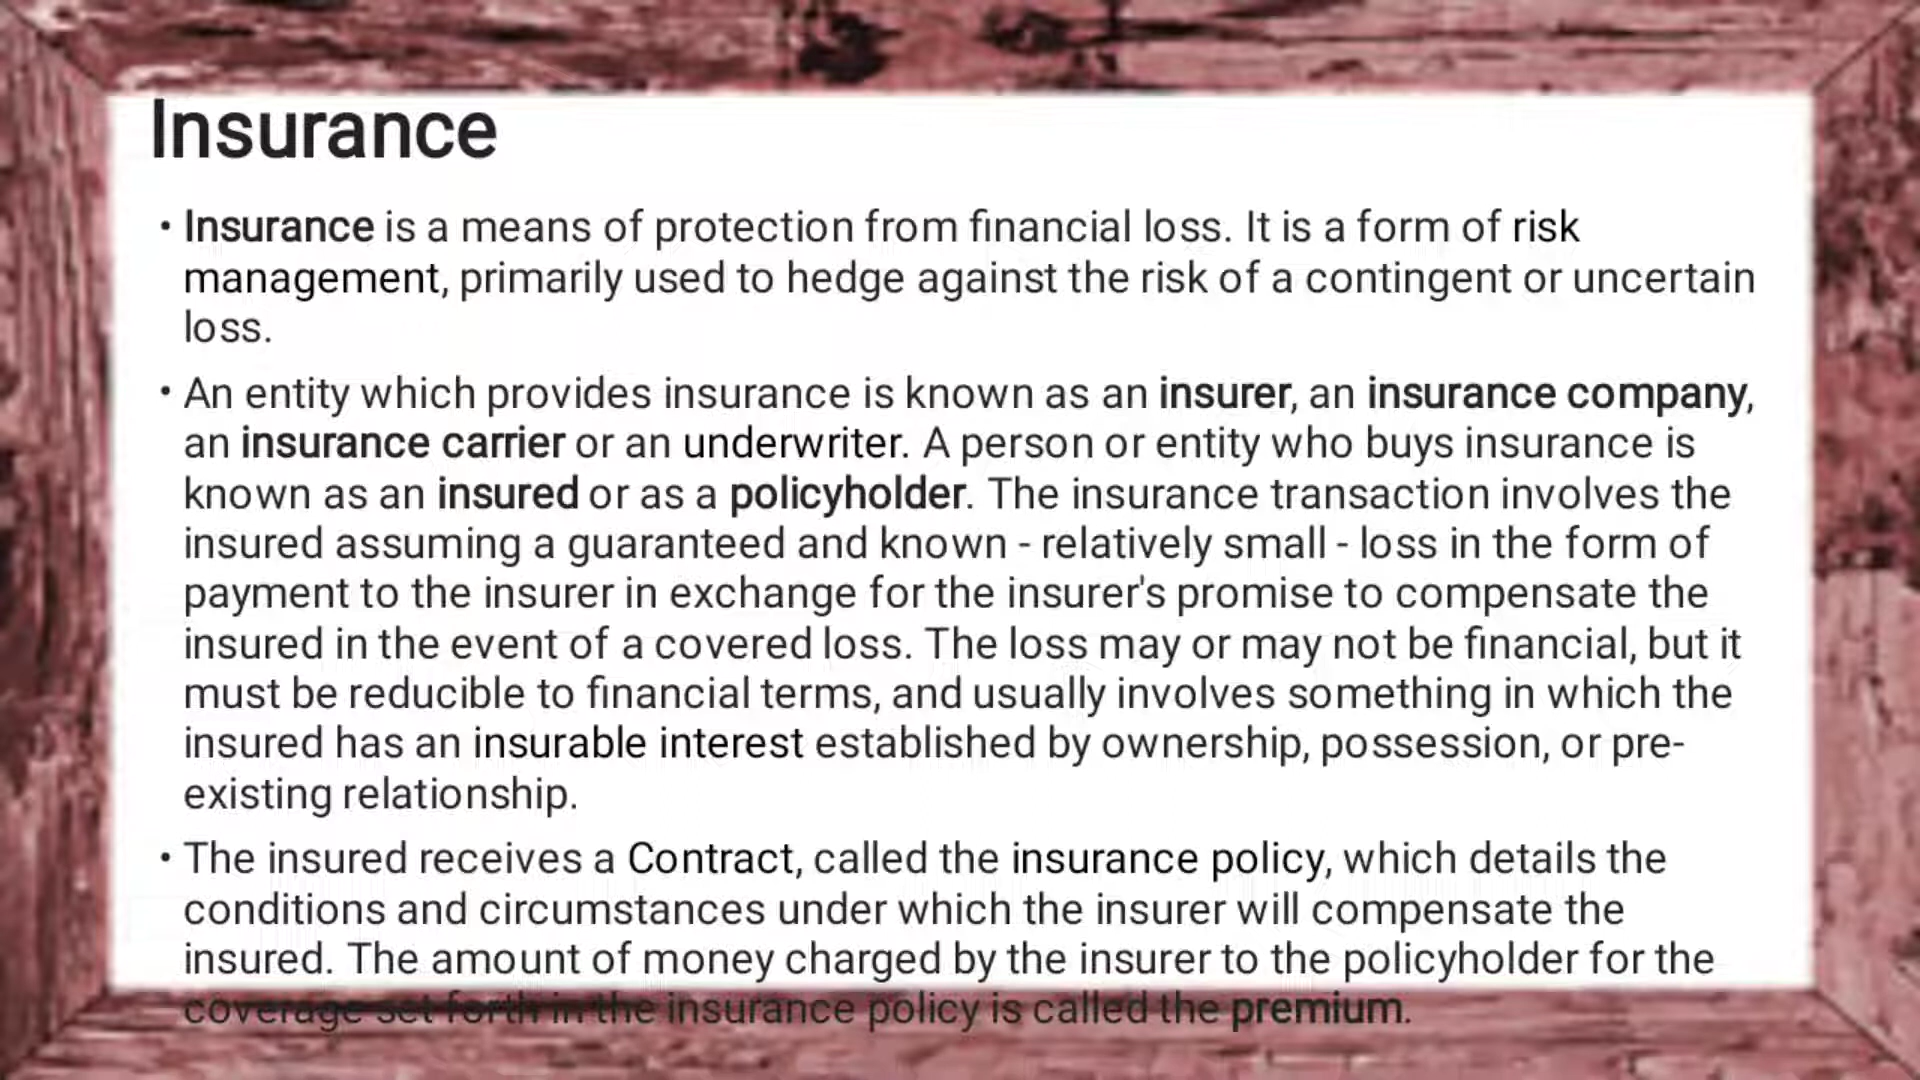 Insurance
• Insurance is a means of protection from financial loss. It is a form of risk
management, primarily used to hedge against the risk of a contingent or uncertain
loss.
• An entity which provides insurance is known as an insurer, an insurance company,
an insurance carrier or an underwriter. A person or entity who buys insurance is
known as an insured or as a policyholder. The insurance transaction involves the
insured assuming a guaranteed and known - relatively small - loss in the form of
payment to the insurer in exchange for the insurer's promise to compensate the
insured in the event of a covered loss. The loss may or may not be financial, but it
must be reducible to financial terms, and usually involves something in which the
insured has an insurable interest established by ownership, possession, or pre-
existing relationship.
• The insured receives a Contract, called the insurance policy, which details the
conditions and circumstances under which the insurer will compensate the
insured. The amount of money charged by the insurer to the policyholder for the
coverage set forth in the insurance policy is called the premium.